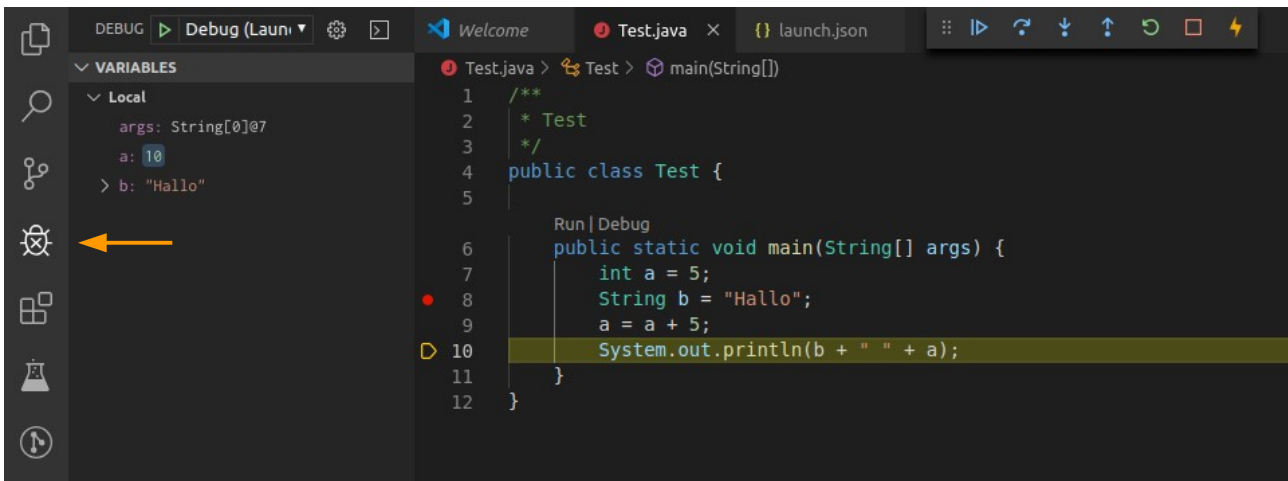 DEBUG Debug (Laun
Welcome
Test.java
{} launch.json
VARIABLES
Local
args: String[0]@7
a: 10
b: "Hallo"
Test.java > Test > main(String[])
1 /**
2 * Test
3 */
4 public class Test {
5
Run | Debug
6 public static void main(String[] args) {
7 int a = 5;
8 String b = "Hallo";
9 a = a + 5;
10 System.out.println(b + " " + a);
11 }
12 }